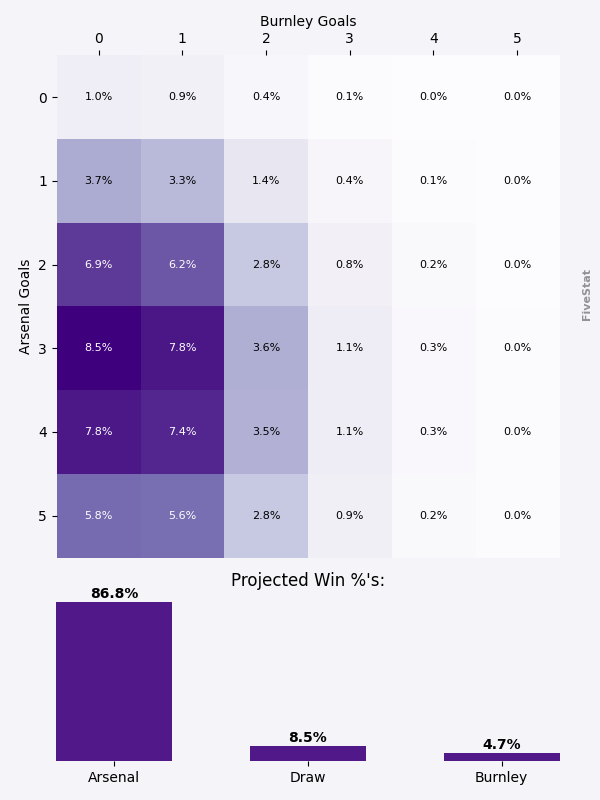 Burnley Goals
0 1 2 3 4 5
0 1.0% 0.9% 0.4% 0.1% 0.0% 0.0%
1 3.7% 3.3% 1.4% 0.4% 0.1% 0.0%
2 6.9% 6.2% 2.8% 0.8% 0.2% 0.0%
3 8.5% 7.8% 3.6% 1.1% 0.3% 0.0%
4 7.8% 7.4% 3.5% 1.1% 0.3% 0.0%
5 5.8% 5.6% 2.8% 0.9% 0.2% 0.0%
Arsenal Goals
FiveStat
Projected Win %'s:
86.8% 8.5% 4.7%
Arsenal Draw Burnley